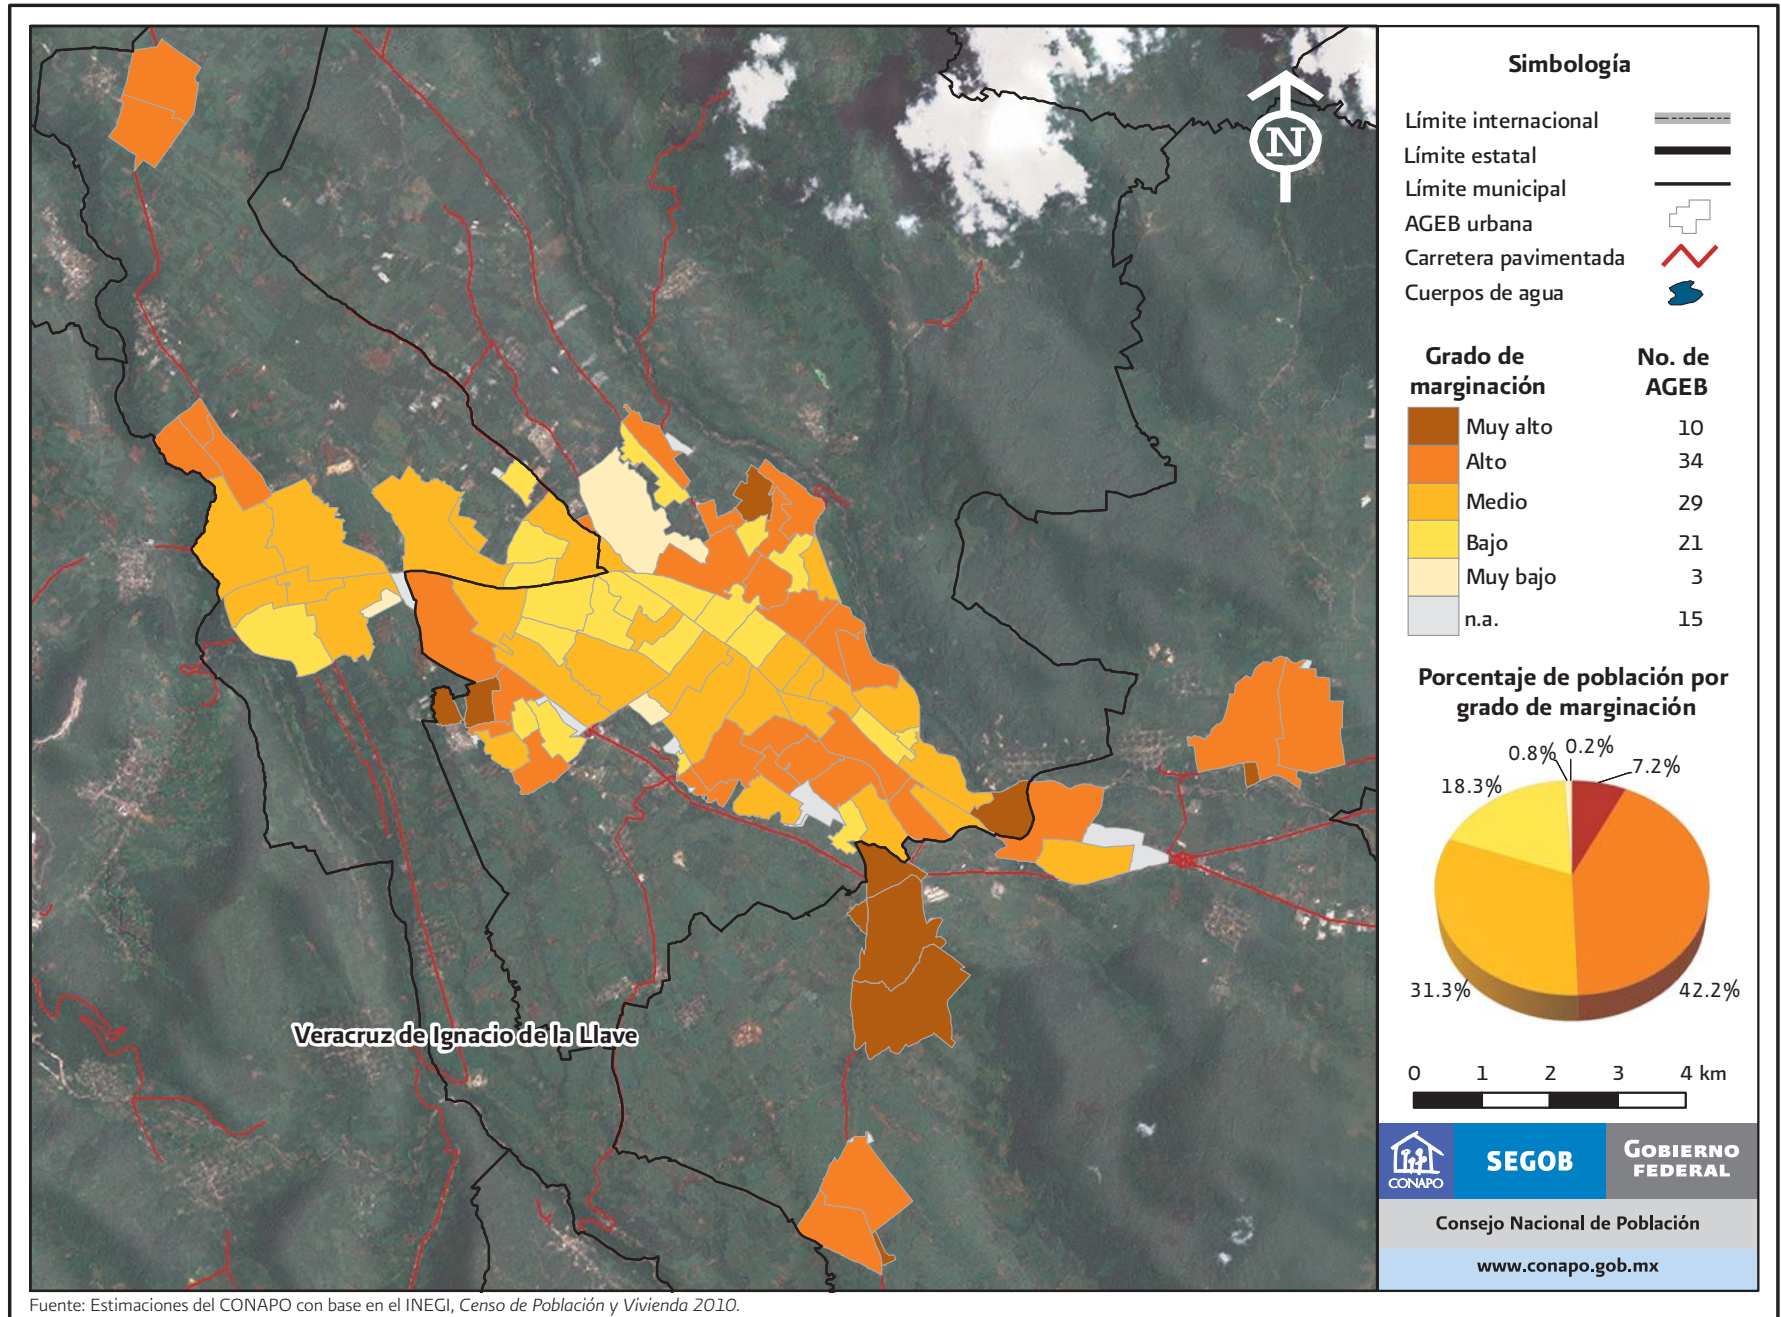 N
Veracruz de Ignacio de la Llave
Simbología
Límite internacional
Límite estatal
Límite municipal
AGEB urbana
Carretera pavimentada
Cuerpos de agua
Grado de marginación
No. de AGEB
Muy alto 10
Alto 34
Medio 29
Bajo 21
Muy bajo 3
n.a. 15
Porcentaje de población por
grado de marginación
0.8% 0.2%
7.2%
18.3%
31.3%
42.2%
0 1 2 3 4 km
CONAPO
SEGOB
GOBIERNO
FEDERAL
Consejo Nacional de Población
www.conapo.gob.mx
Fuente: Estimaciones del CONAPO con base en el INEGI, Censo de Población y Vivienda 2010.